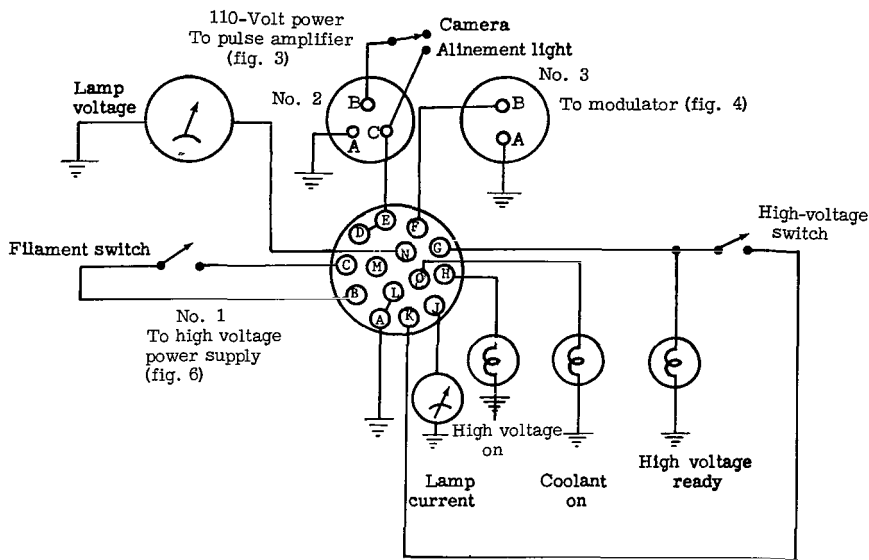 110-Volt power
To pulse amplifier
(fig. 3)
Camera
Alinement light
No. 3
Lamp
voltage
No. 2
B
A
C
B
A
To modulator (fig. 4)
High-voltage
switch
Filament switch
E
D
F
G
N
C
M
O
H
B
L
A
K
J
No. 1
To high voltage
power supply
(fig. 6)
High voltage
on
Lamp
current
Coolant
on
High voltage
ready